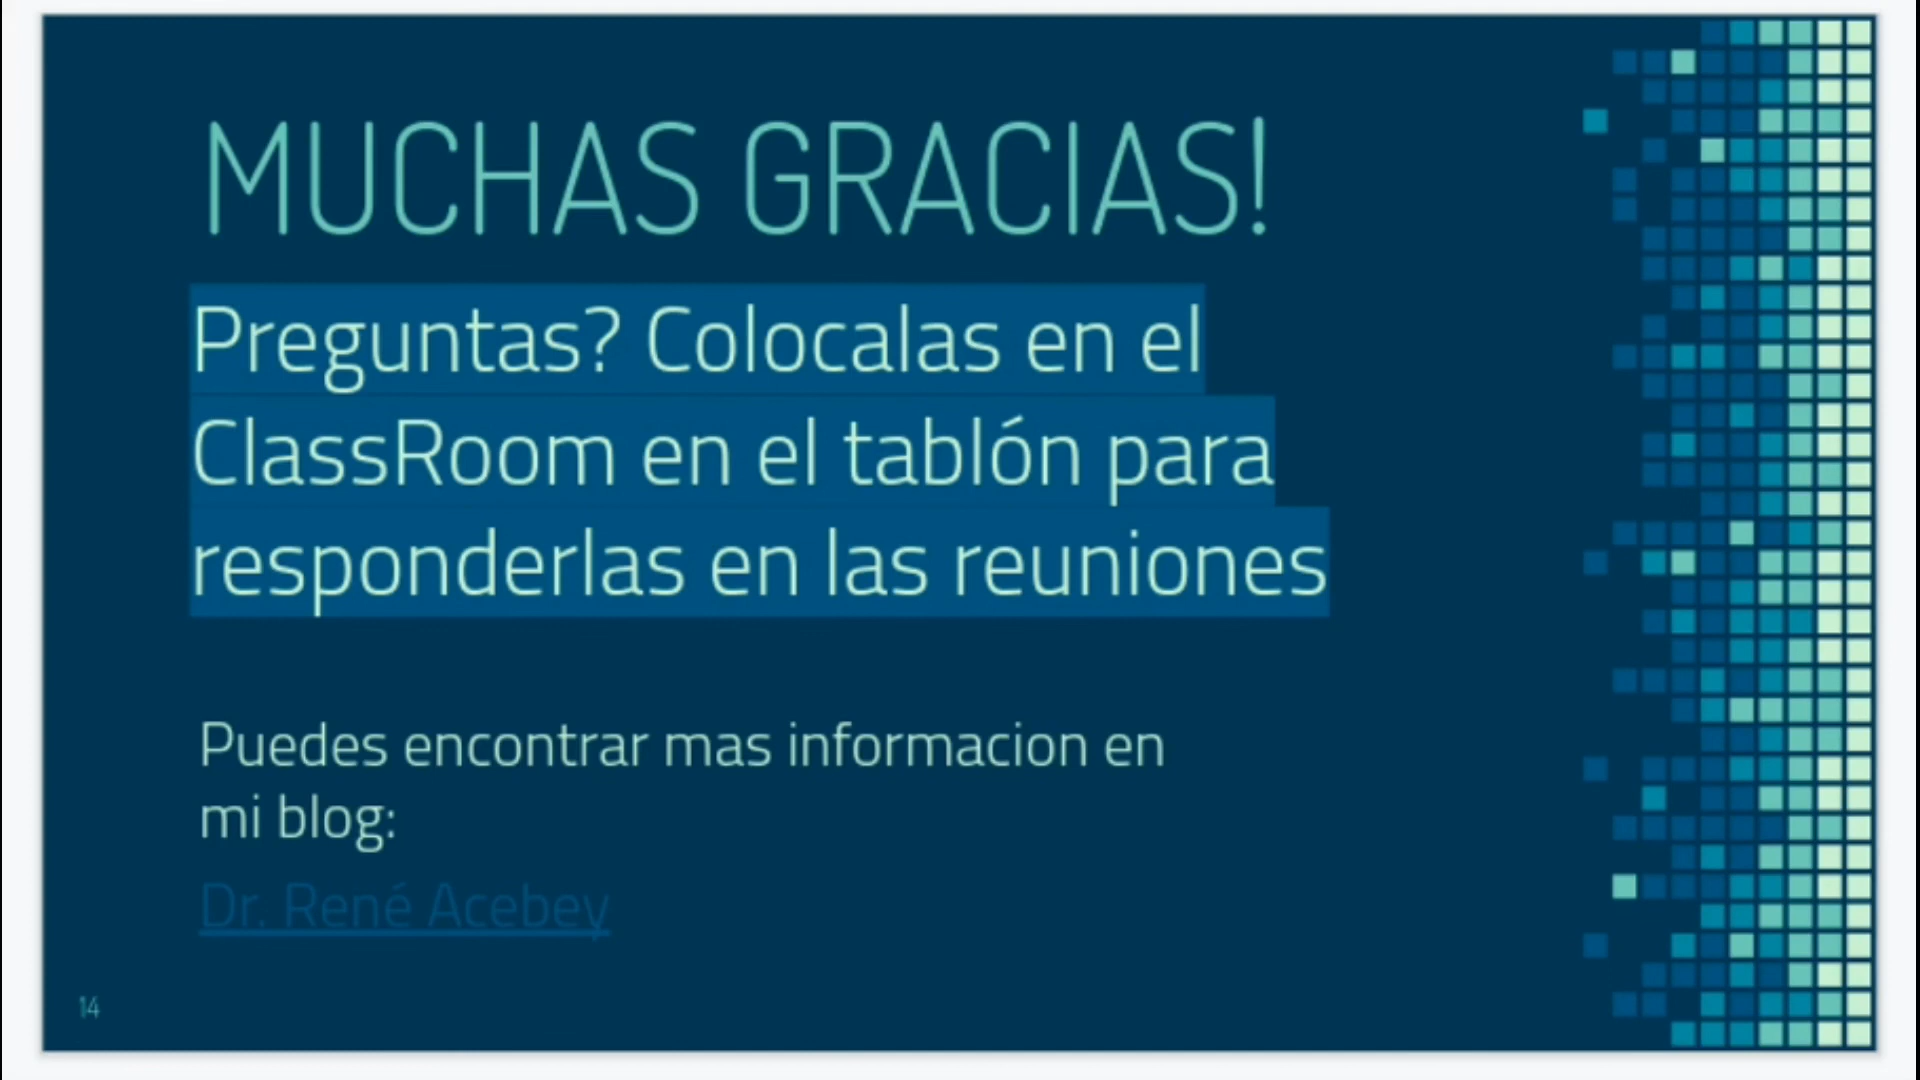 MUCHAS GRACIAS!
Preguntas? Colocalas en el
ClassRoom en el tablón para
responderlas en las reuniones
Puedes encontrar mas informacion en
mi blog:
Dr. René Acebey
14